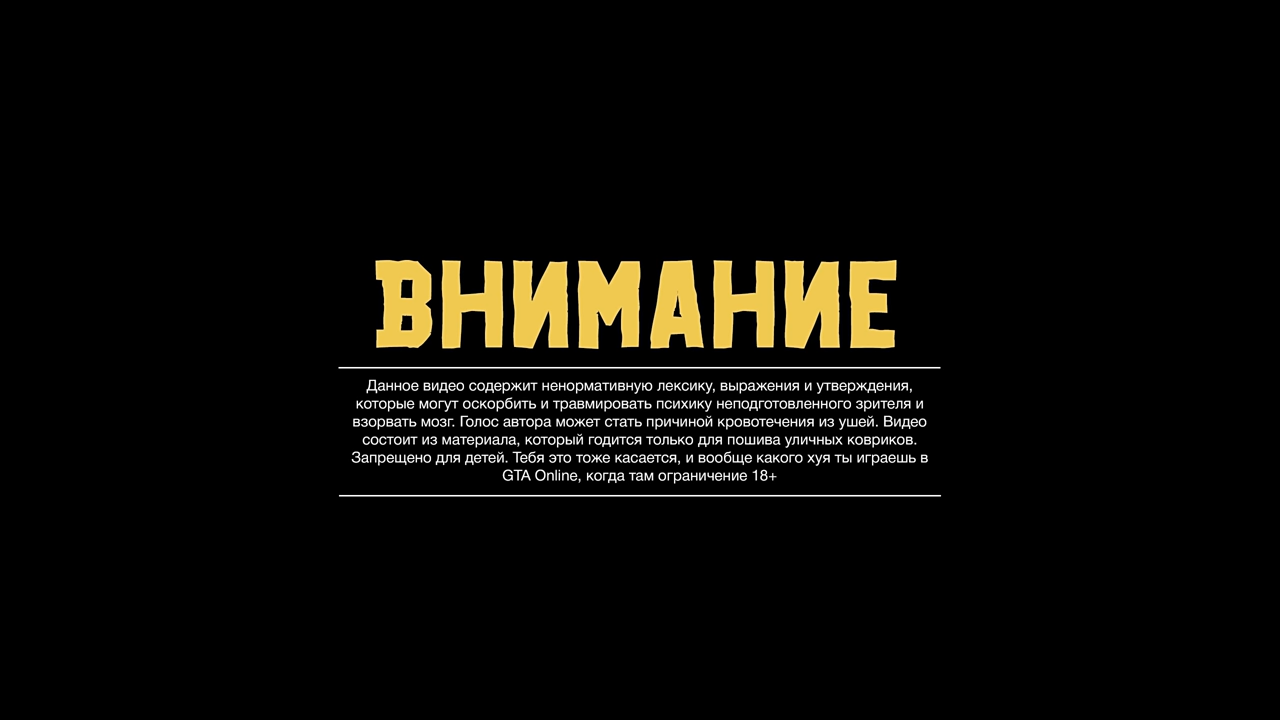 ВНИМАНИЕ
Данное видео содержит ненормативную лексику, выражения и утверждения,
которые могут оскорбить и травмировать психику неподготовленного зрителя и
взорвать мозг. Голос автора может стать причиной кровотечения из ушей. Видео
состоит из материала, который годится только для пошива уличных ковриков.
Запрещено для детей. Тебя это тоже касается, и вообще какого хуя ты играешь в
GTA Online, когда там ограничение 18+